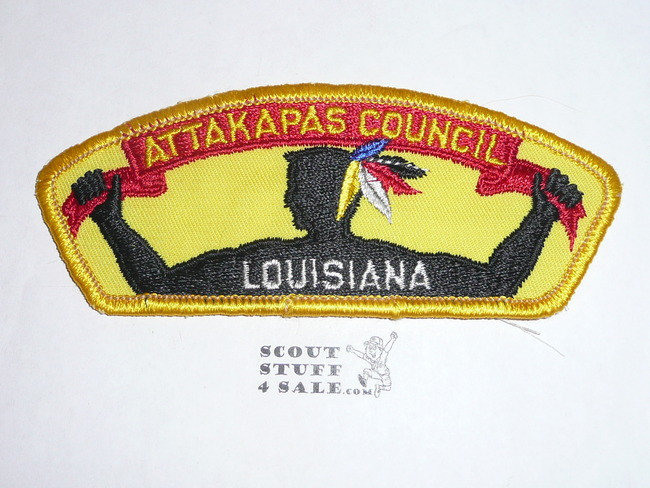 ATTAKAPAS COUNCIL
LOUISIANA
SCOUT
STUFF
4 SALE.COM